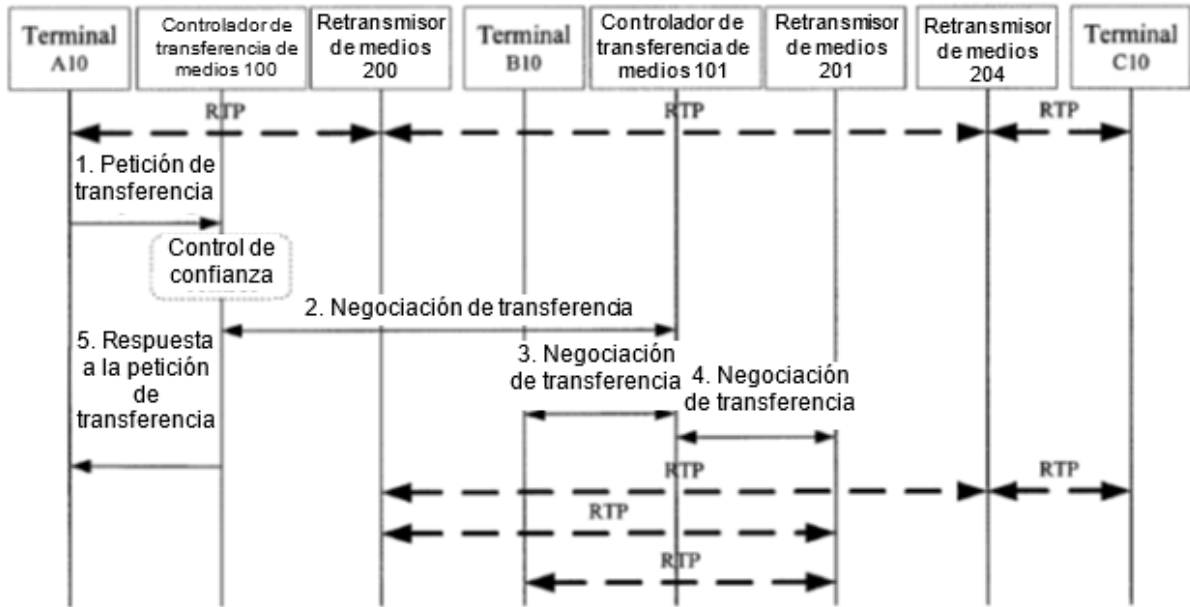 Terminal
A10
Controlador de
transferencia de
medios 100
Retransmisor
de medios
200
Terminal
B10
Controlador de
transferencia de
medios 101
Retransmisor
de medios
201
Retransmisor
de medios
204
Terminal
C10
RTP
RTP
RTP
1. Petición de
transferencia
Control de
confianza
2. Negociación de transferencia
5. Respuesta
a la petición
de
transferencia
3. Negociación
de transferencia
4. Negociación
de transferencia
RTP
RTP
RTP
RTP